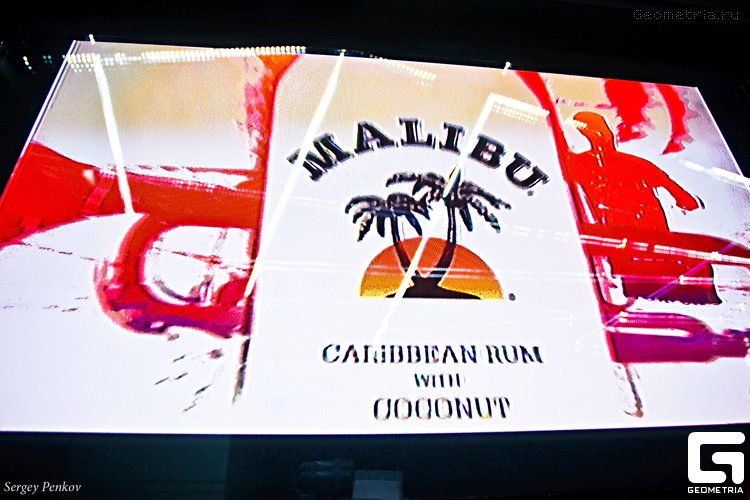 Geometria.ru
MALIBU
CARIBBEAN RUM
WITH
COCONUT
Sergey Penkov
GEOMETRIA